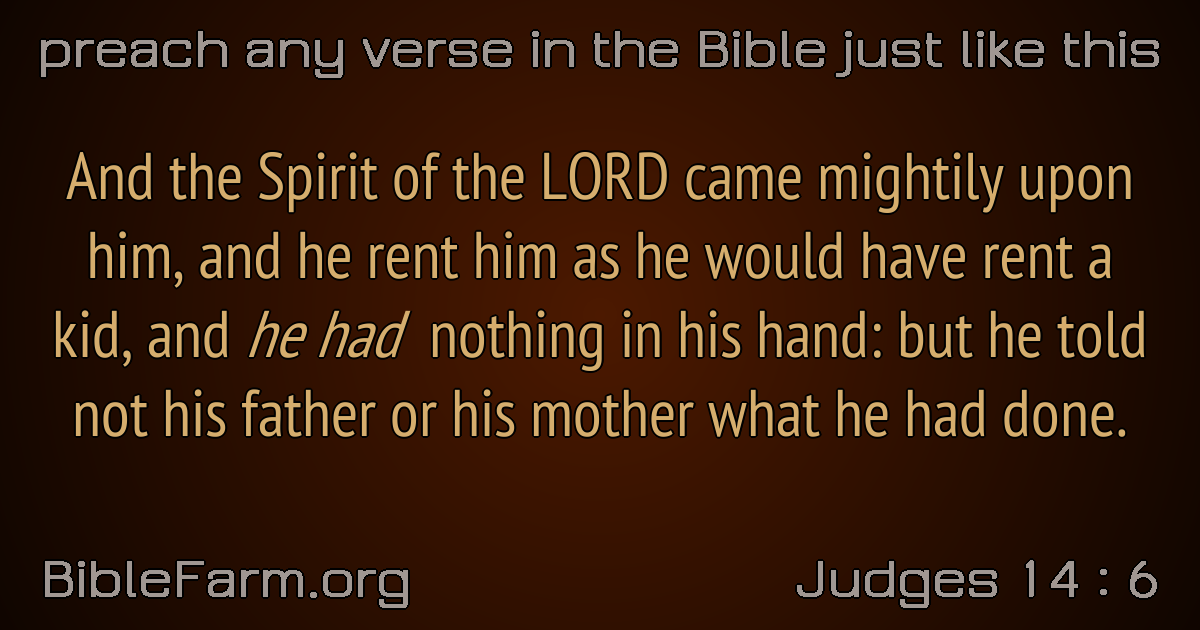 preach any verse in the Bible just like this
And the Spirit of the LORD came mightily upon
him, and he rent him as he would have rent a
kid, and he had nothing in his hand: but he told
not his father or his mother what he had done.
BibleFarm.org
Judges 14 : 6